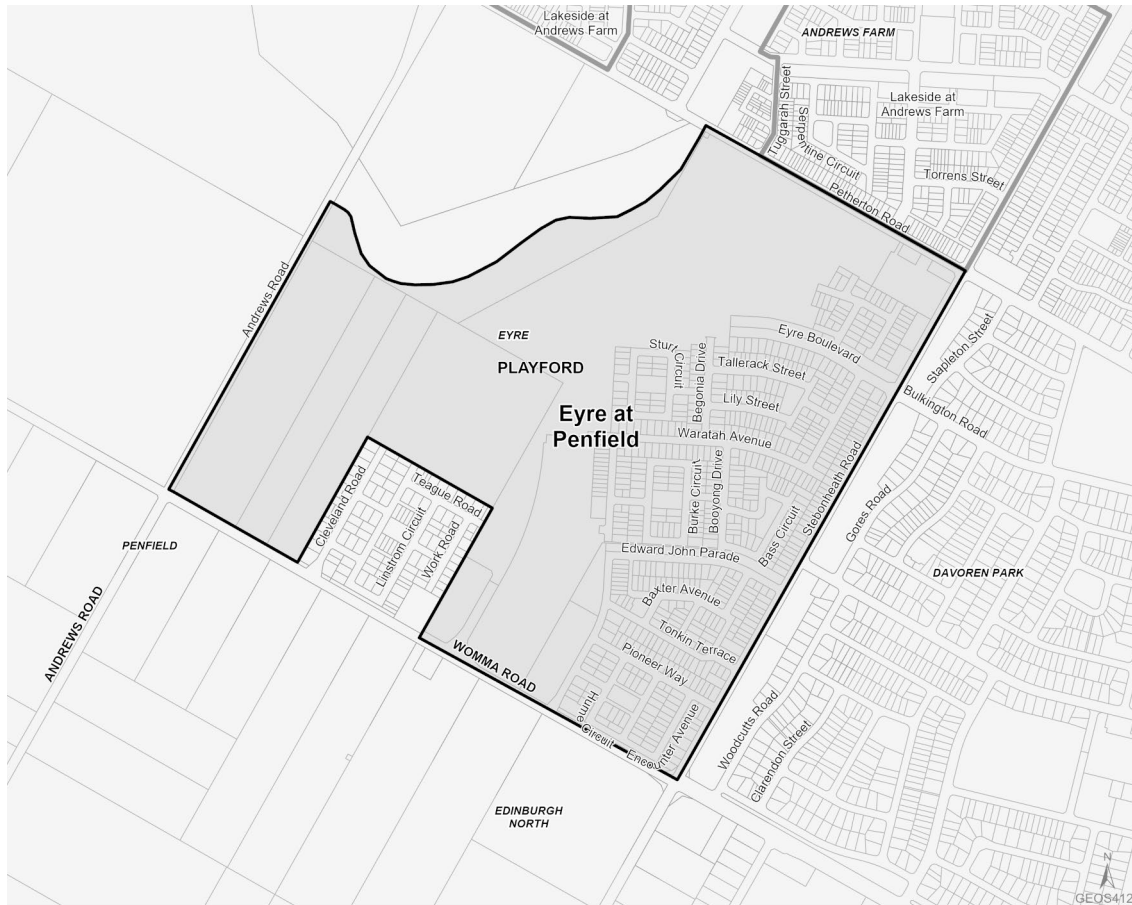 Lakeside at
Andrews Farm
ANDREWS FARM
Lakeside at
Andrews Farm
Tuggarah Street
Serpentine Circuit
Torrens Street
Petherton Road
Andrews Road
EYRE
PLAYFORD
Eyre at
Penfield
Sturt Circuit
Begonia Drive
Eyre Boulevard
Tallerack Street
Lily Street
Waratah Avenue
Stapleton Street
Bulkington Road
Burke Circuit
Booyong Drive
Bass Circuit
Stebonheath Road
Gores Road
Cleveland Road
Teague Road
Linstrom Circuit
Work Road
PENFIELD
Edward John Parade
Baxter Avenue
Tonkin Terrace
Pioneer Way
DAVOREN PARK
ANDREWS ROAD
WOMMA ROAD
Hume Circuit
Encounter Avenue
Woodcutts Road
Clarendon Street
EDINBURGH
NORTH
N
GEOS412